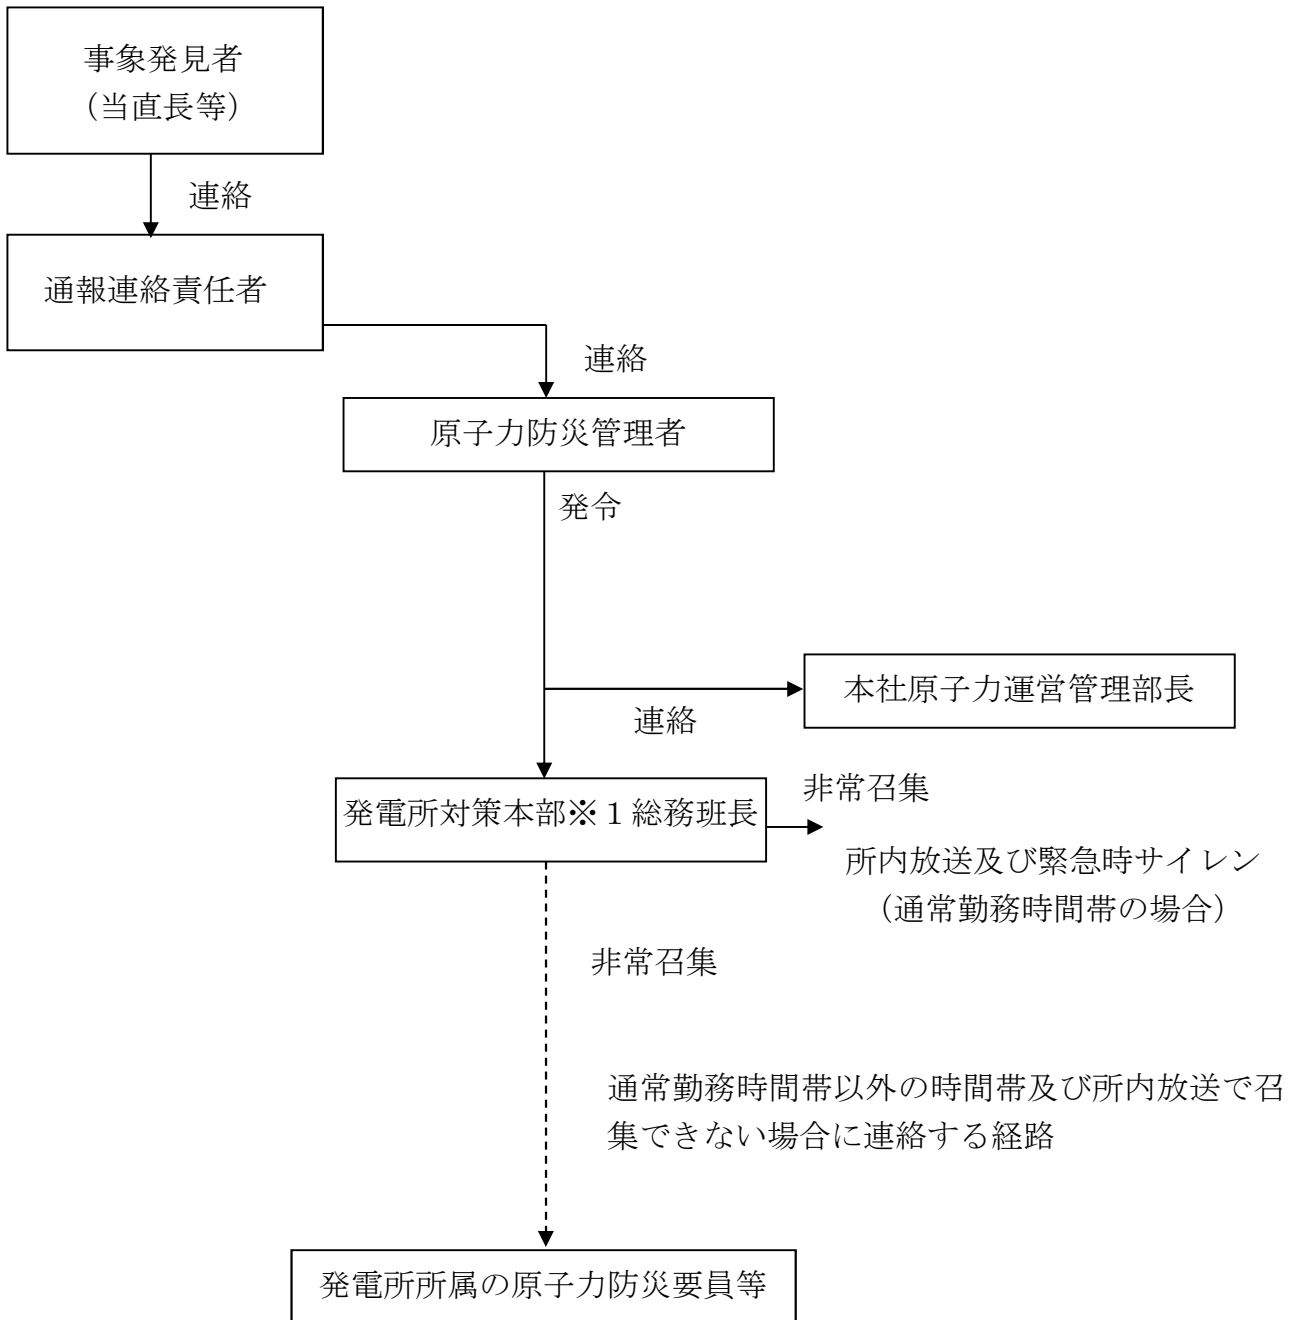 事象発見者
（当直長等）
連絡
通報連絡責任者
連絡
原子力防災管理者
発令
本社原子力運営管理部長
連絡
発電所対策本部※１総務班長
非常召集
所内放送及び緊急時サイレン
（通常勤務時間帯の場合）
非常召集
通常勤務時間帯以外の時間帯及び所内放送で召
集できない場合に連絡する経路
発電所所属の原子力防災要員等